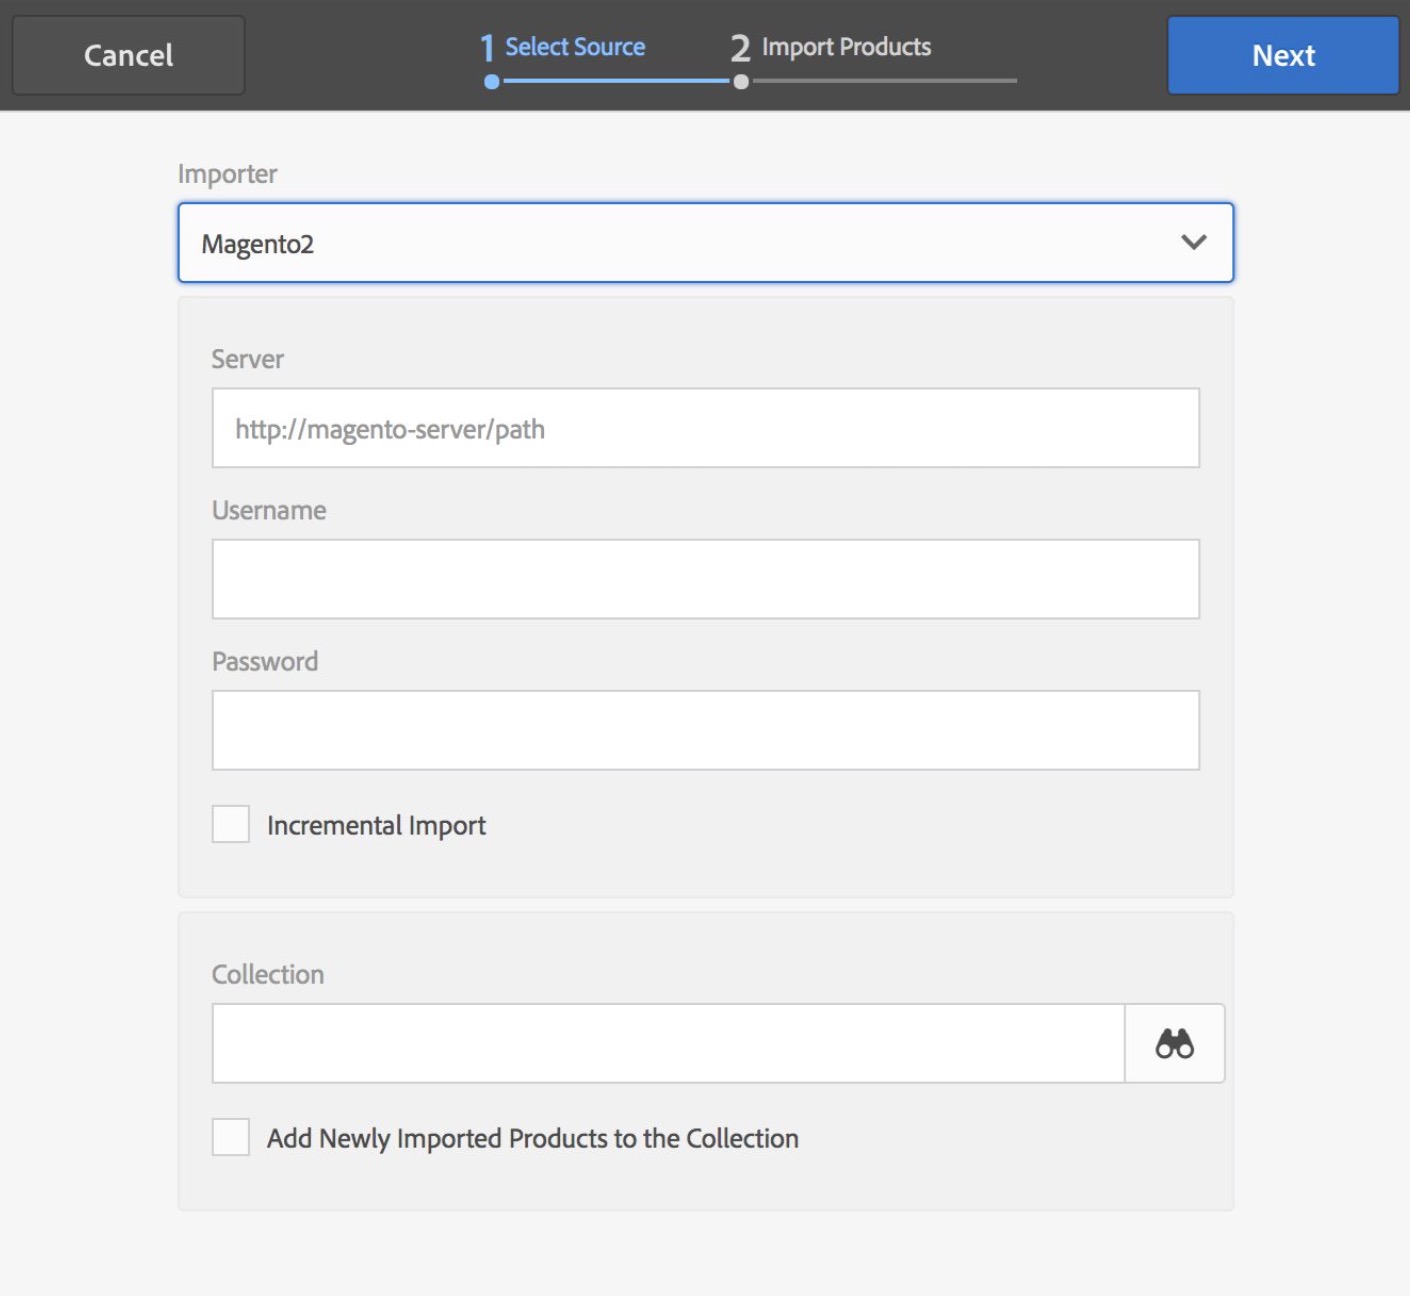 Cancel
1 Select Source
2 Import Products
Next
Importer
Magento2
Server
http://magento-server/path
Username
Password
Incremental Import
Collection
Add Newly Imported Products to the Collection